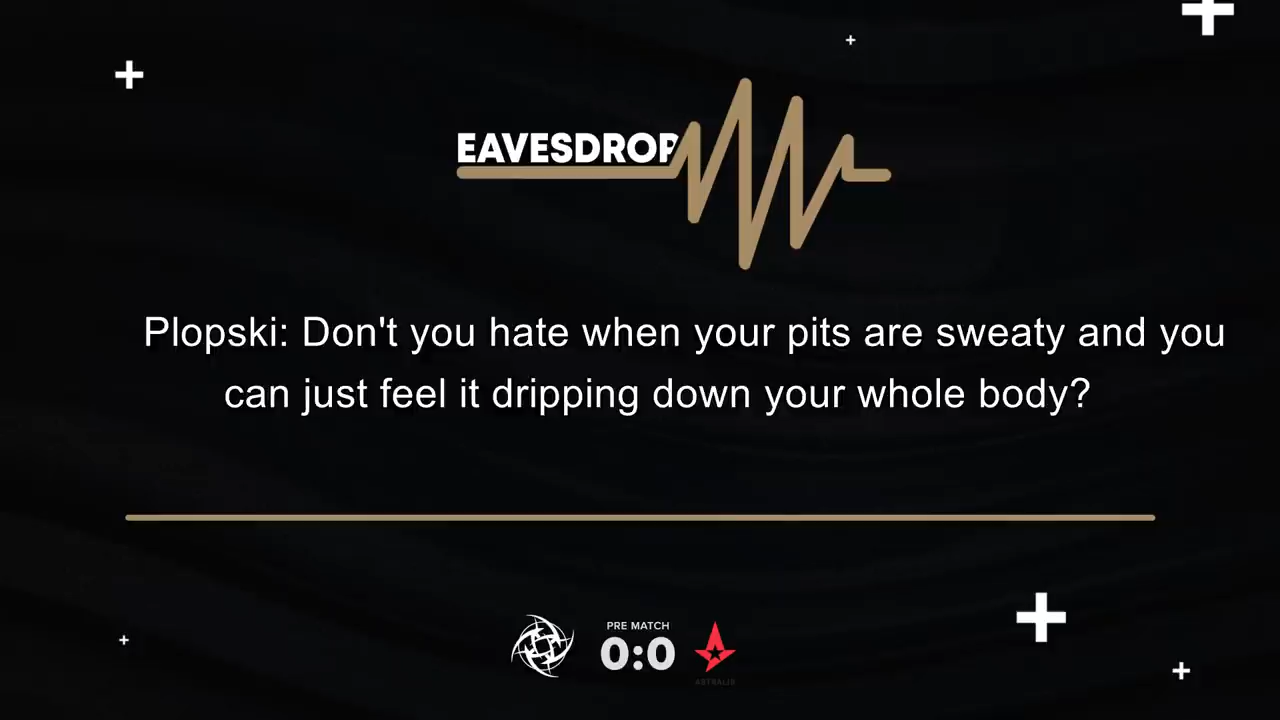 EAVESDROP
Plopski: Don't you hate when your pits are sweaty and you
can just feel it dripping down your whole body?
PRE MATCH
0:0
ASTRALIS